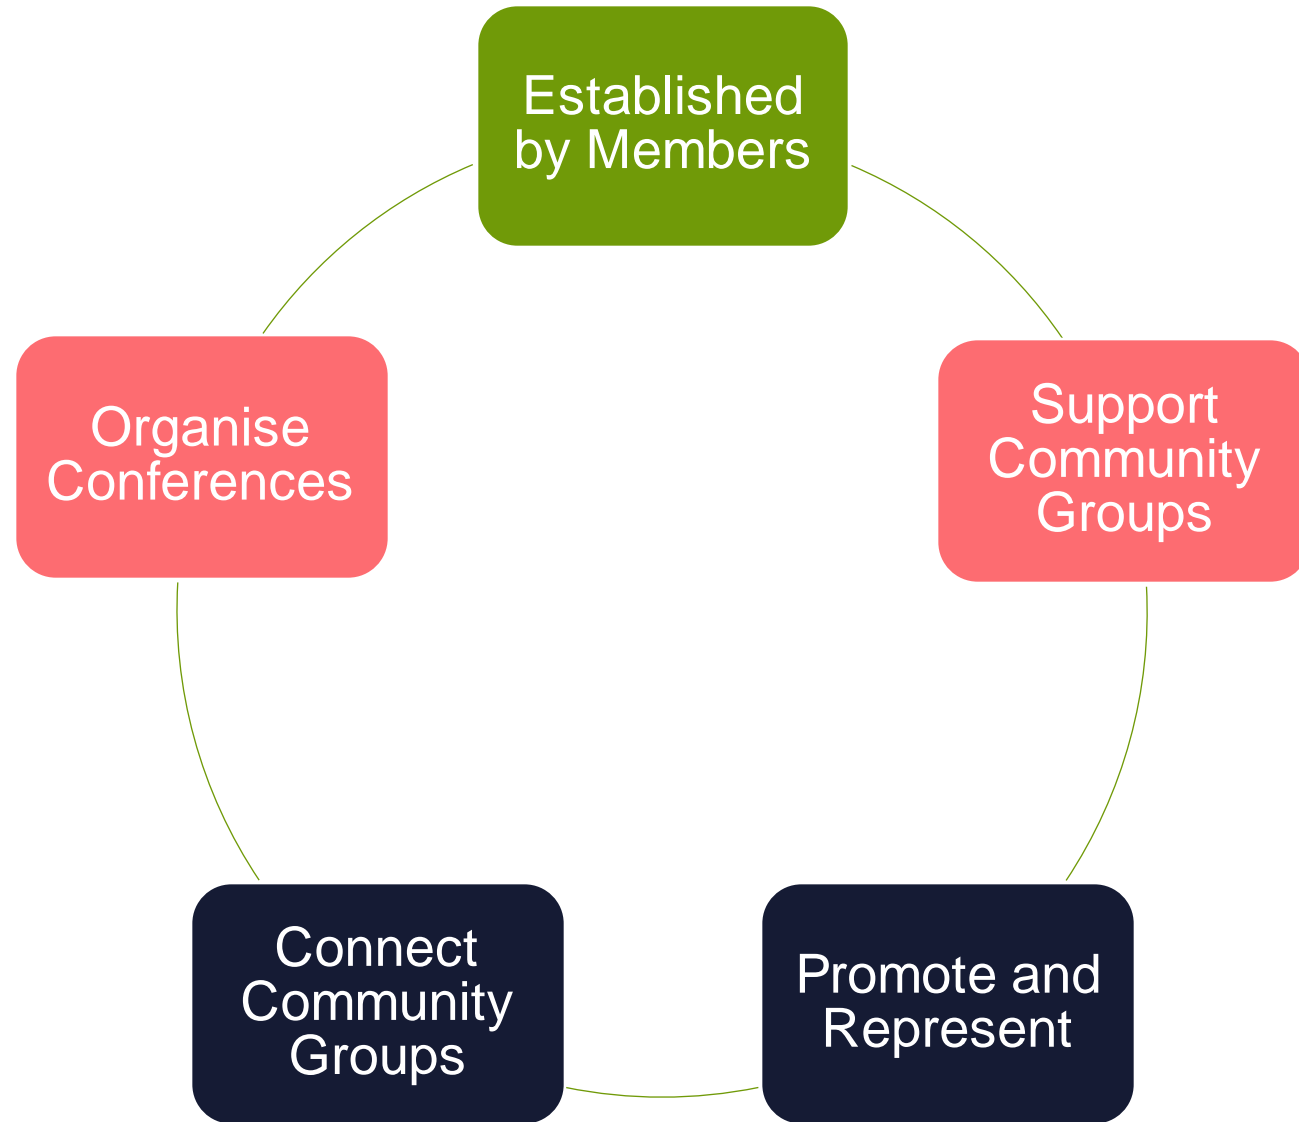 Established
by Members
Support
Community
Groups
Promote and
Represent
Connect
Community
Groups
Organise
Conferences